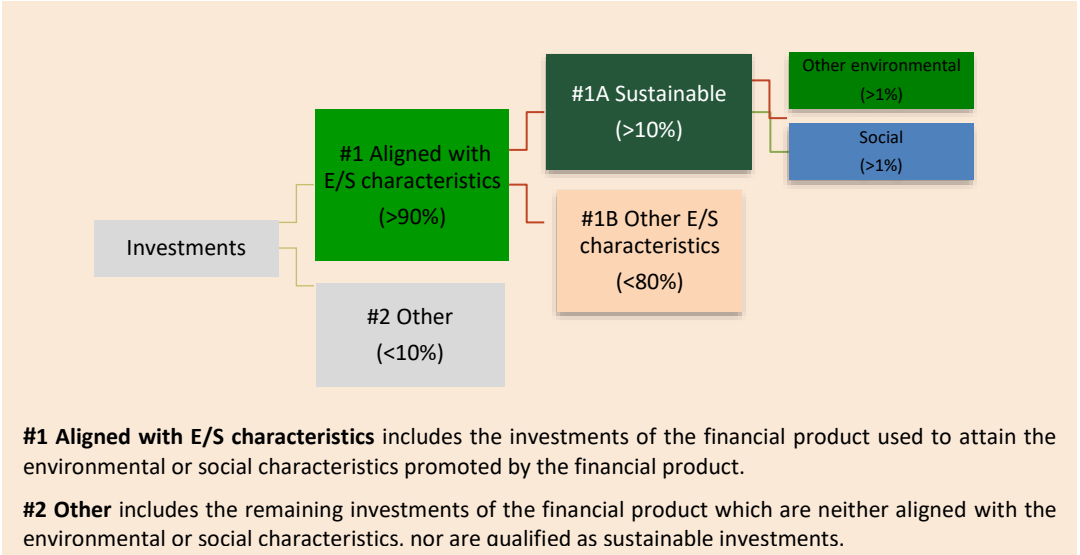 Investments
#1 Aligned with
E/S characteristics
(>90%)
#2 Other
(<10%)
#1A Sustainable
(>10%)
#1B Other E/S
characteristics
(<80%)
Other environmental
(>1%)
Social
(>1%)
#1 Aligned with E/S characteristics includes the investments of the financial product used to attain the
environmental or social characteristics promoted by the financial product.
#2 Other includes the remaining investments of the financial product which are neither aligned with the
environmental or social characteristics, nor are qualified as sustainable investments.